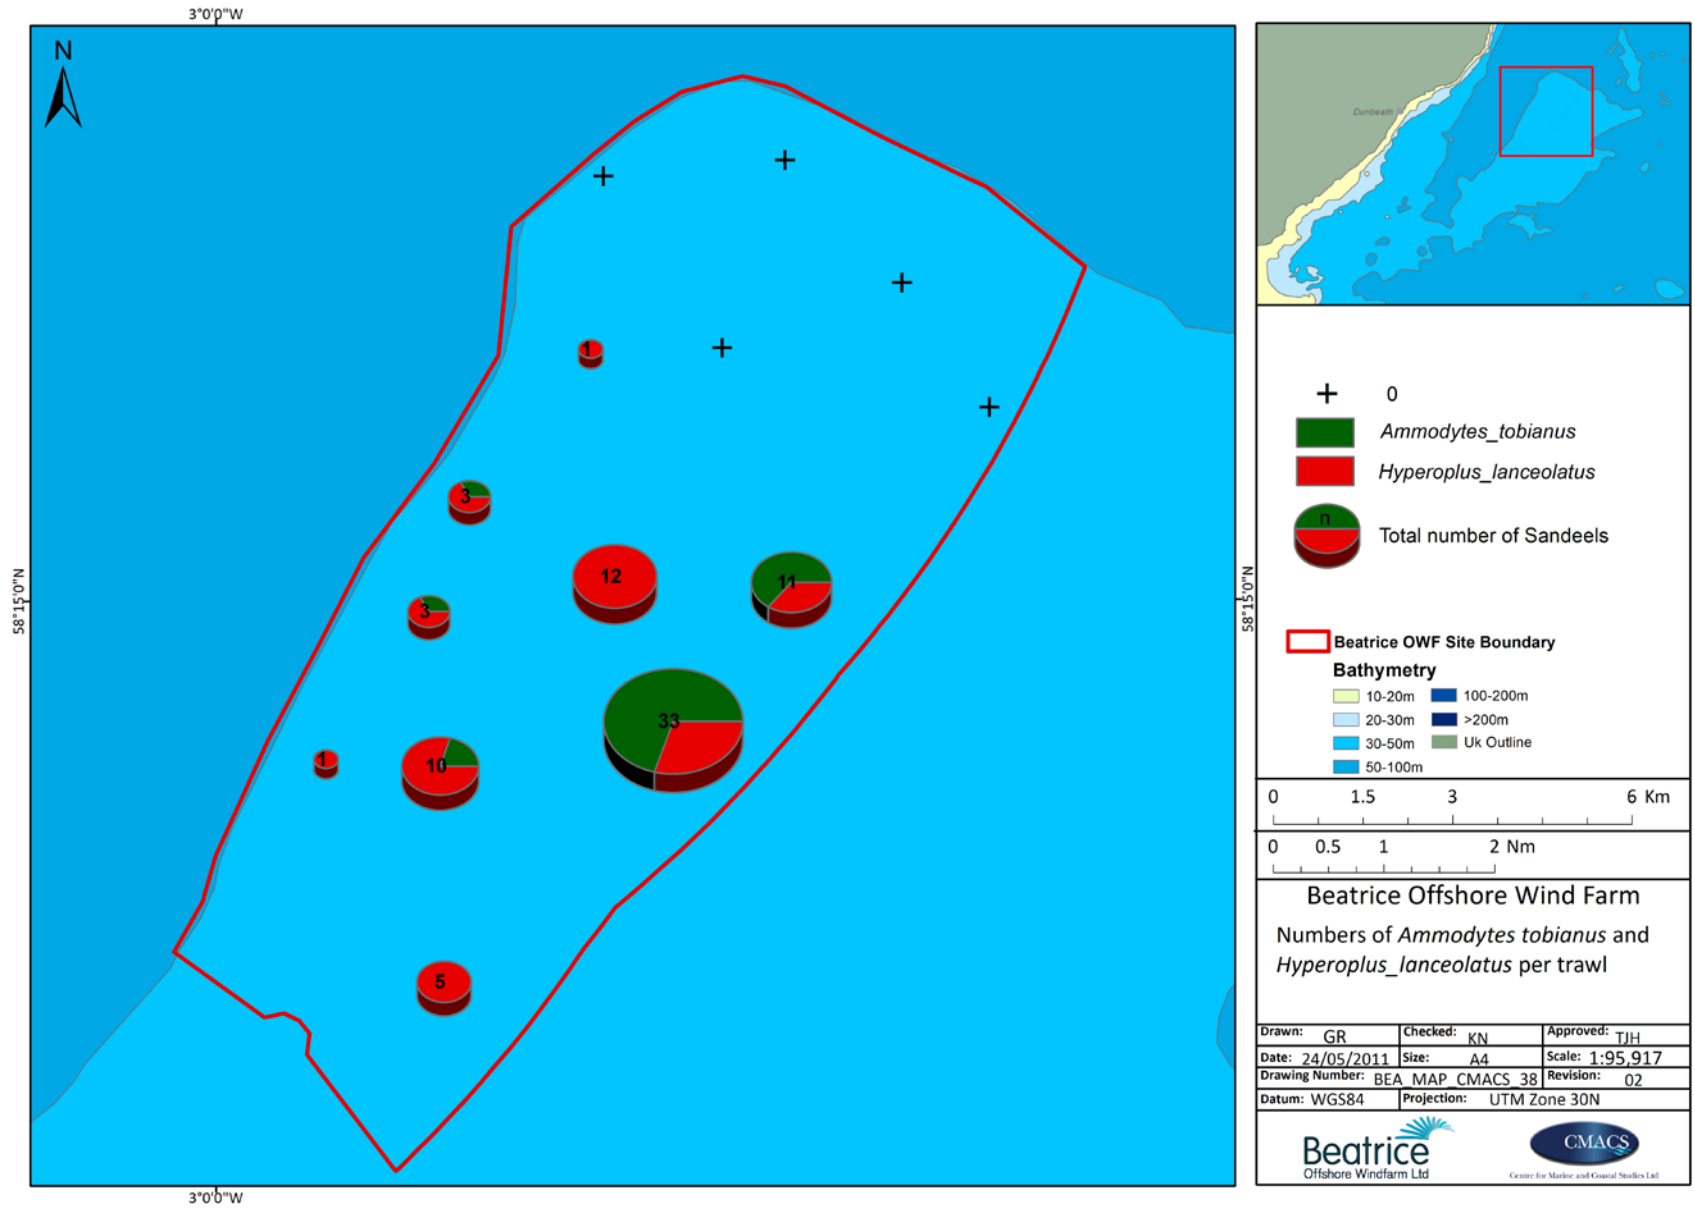 3°0'0"W
N
1
3
12
11
3
33
1
10
5
58°15'0"N
58°15'0"N
3°0'0"W
Dunbeath
0
Ammodytes_tobianus
Hyperoplus_lanceolatus
n
Total number of Sandeels
Beatrice OWF Site Boundary
Bathymetry
10-20m 100-200m
20-30m >200m
30-50m Uk Outline
50-100m
0 1.5 3 6 Km
0 0.5 1 2 Nm
Beatrice Offshore Wind Farm
Numbers of Ammodytes tobianus and
Hyperoplus_lanceolatus per trawl
Drawn: GR Checked: KN Approved: TJH
Date: 24/05/2011 Size: A4 Scale: 1:95,917
Drawing Number: BEA_MAP_CMACS_38 Revision: 02
Datum: WGS84 Projection: UTM Zone 30N
Beatrice
Offshore Windfarm Ltd
CMACS
Centre for Marine and Coastal Studies Ltd